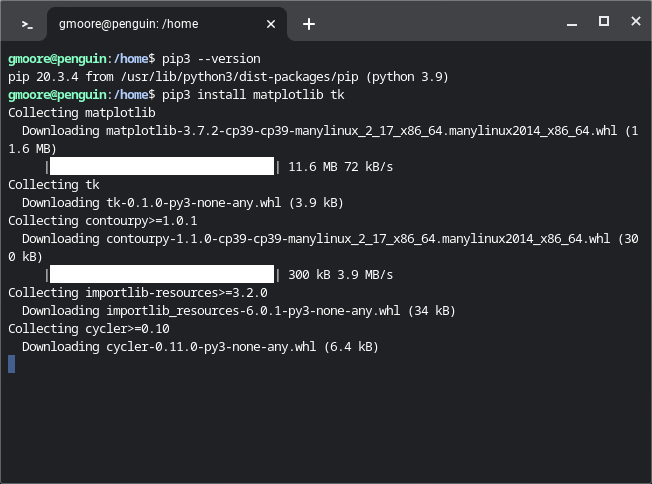 gmoore@penguin: /home
gmoore@penguin:/home$ pip3 --version
pip 20.3.4 from /usr/lib/python3/dist-packages/pip (python 3.9)
gmoore@penguin:/home$ pip3 install matplotlib tk
Collecting matplotlib
  Downloading matplotlib-3.7.2-cp39-cp39-manylinux_2_17_x86_64.manylinux2014_x86_64.whl (1
1.6 MB)
     |████████████████████████████████| 11.6 MB 72 kB/s
Collecting tk
  Downloading tk-0.1.0-py3-none-any.whl (3.9 kB)
Collecting contourpy>=1.0.1
  Downloading contourpy-1.1.0-cp39-cp39-manylinux_2_17_x86_64.manylinux2014_x86_64.whl (30
0 kB)
     |████████████████████████████████| 300 kB 3.9 MB/s
Collecting importlib-resources>=3.2.0
  Downloading importlib_resources-6.0.1-py3-none-any.whl (34 kB)
Collecting cycler>=0.10
  Downloading cycler-0.11.0-py3-none-any.whl (6.4 kB)